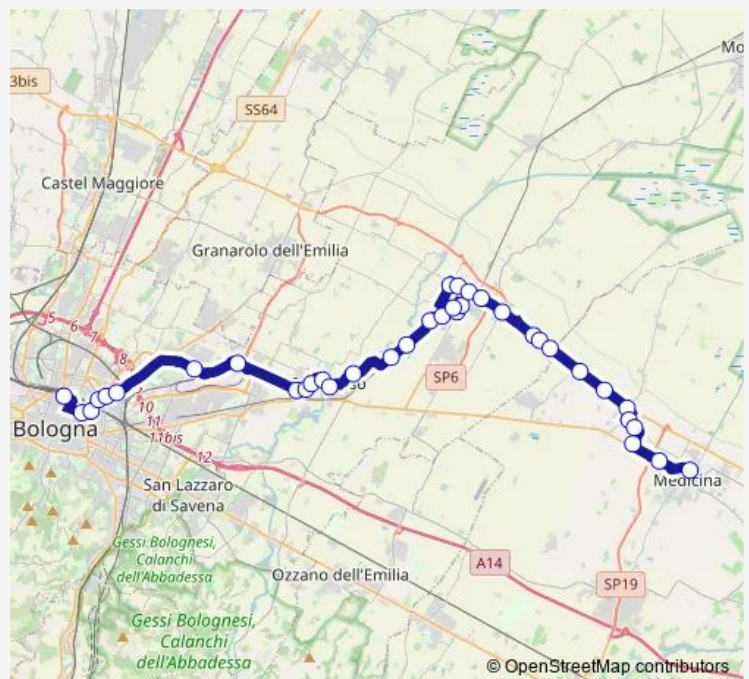 Mo
3bis
SS64
Castel Maggiore
Granarolo dell'Emilia
5
6
1
8
SP6
10
11
11bis
Bologna
12
Medicina
San Lazzaro
di Savena
Gessi Bolognesi,
Calanchi
dell'Abbadessa
A14
Ozzano dell'Emilia
SP19
Gessi Bolognesi,
Calanchi
dell'Abbadessa
© OpenStreetMap contributors